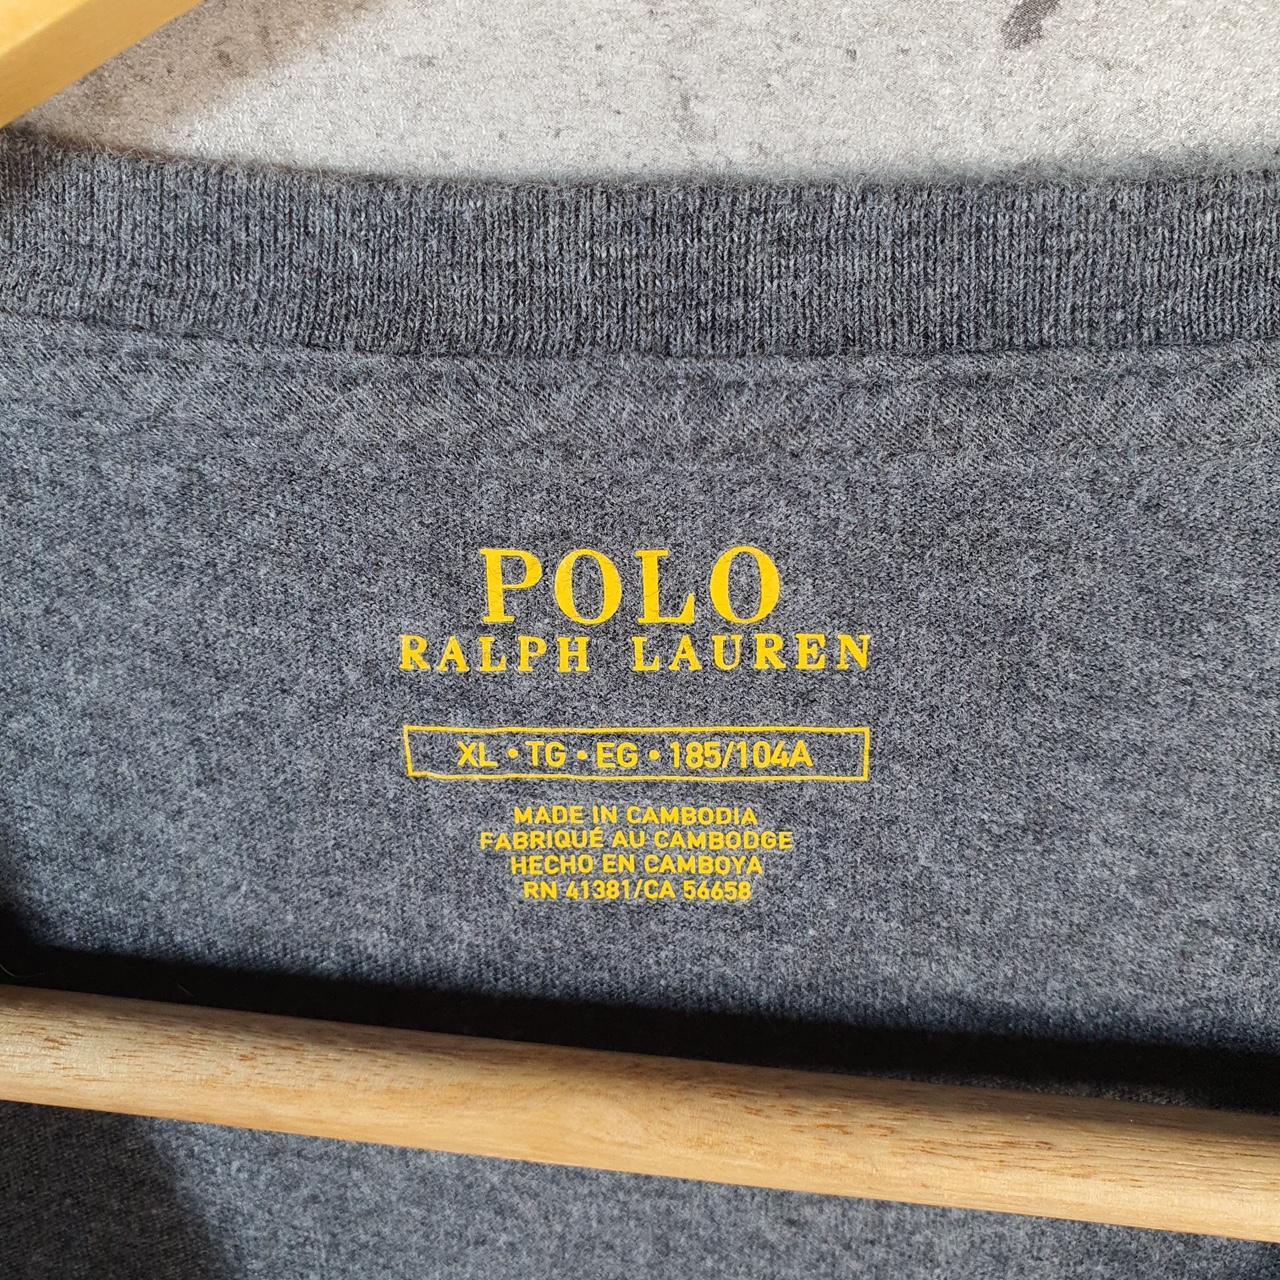 POLO
RALPH LAUREN
XL • TG • EG • 185/104A
MADE IN CAMBODIA
FABRIQUÉ AU CAMBODGE
HECHO EN CAMBOYA
RN 41381/CA 56658